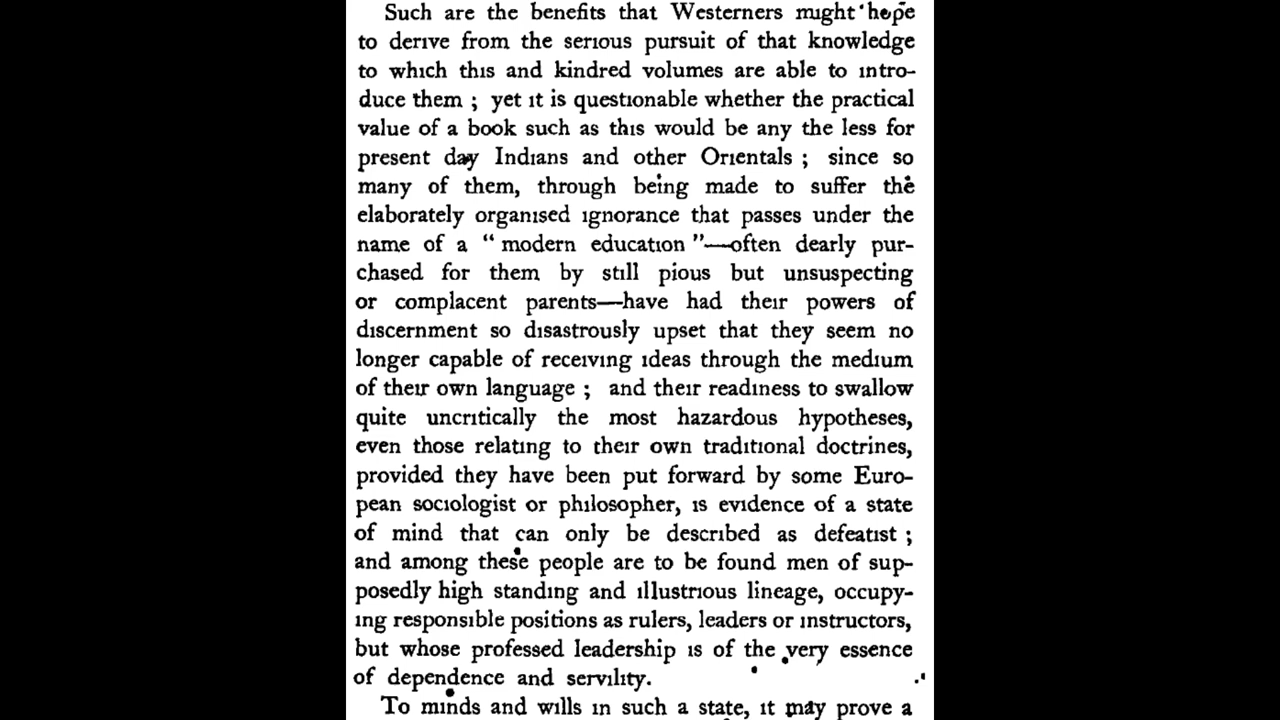 Such are the benefits that Westerners might hope
to derive from the serious pursuit of that knowledge
to which this and kindred volumes are able to intro-
duce them ; yet it is questionable whether the practical
value of a book such as this would be any the less for
present day Indians and other Orientals ; since so
many of them, through being made to suffer the
elaborately organised ignorance that passes under the
name of a “ modern education ”—often dearly pur-
chased for them by still pious but unsuspecting
or complacent parents—have had their powers of
discernment so disastrously upset that they seem no
longer capable of receiving ideas through the medium
of their own language ; and their readiness to swallow
quite uncritically the most hazardous hypotheses,
even those relating to their own traditional doctrines,
provided they have been put forward by some Euro-
pean sociologist or philosopher, is evidence of a state
of mind that can only be described as defeatist ;
and among these people are to be found men of sup-
posedly high standing and illustrious lineage, occupy-
ing responsible positions as rulers, leaders or instructors,
but whose professed leadership is of the very essence
of dependence and servility.
To minds and wills in such a state, it may prove a